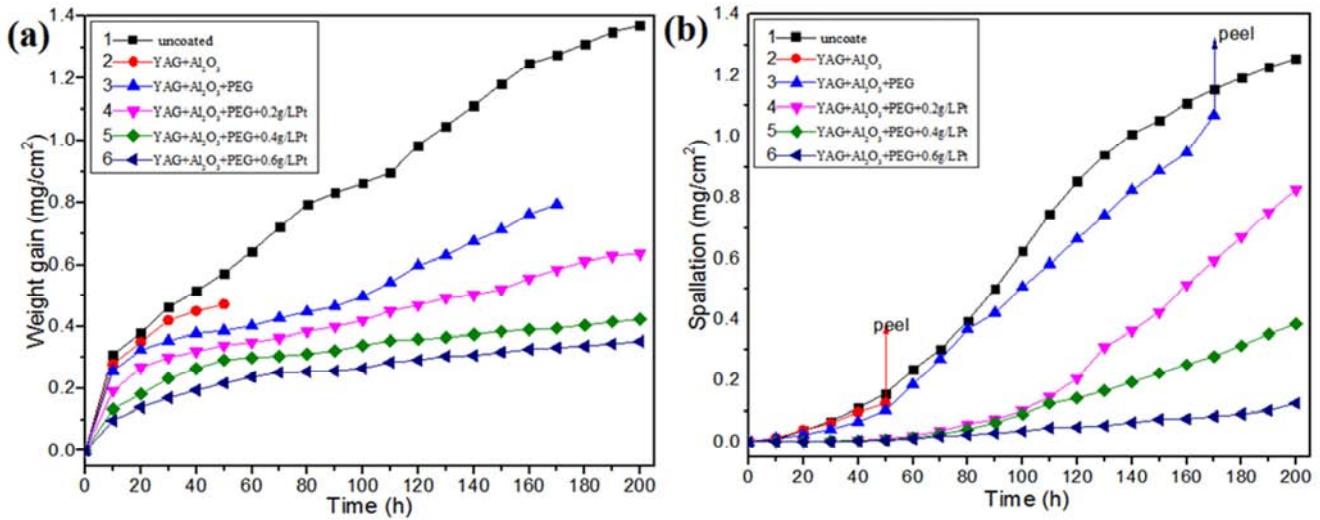 (a)
1.4
1.2
1.0
0.8
0.6
0.4
0.2
0.0
Weight gain (mg/cm²)
1 uncoated
2 YAG+Al₂O₃
3 YAG+Al₂O₃+PEG
4 YAG+Al₂O₃+PEG+0.2g/LPt
5 YAG+Al₂O₃+PEG+0.4g/LPt
6 YAG+Al₂O₃+PEG+0.6g/LPt
0 20 40 60 80 100 120 140 160 180 200
Time (h)
(b)
1.4
1.2
1.0
0.8
0.6
0.4
0.2
0.0
Spallation (mg/cm²)
1 uncoate
2 YAG+Al₂O₃
3 YAG+Al₂O₃+PEG
4 YAG+Al₂O₃+PEG+0.2g/LPt
5 YAG+Al₂O₃+PEG+0.4g/LPt
6 YAG+Al₂O₃+PEG+0.6g/LPt
peel
peel
0 20 40 60 80 100 120 140 160 180 200
Time (h)